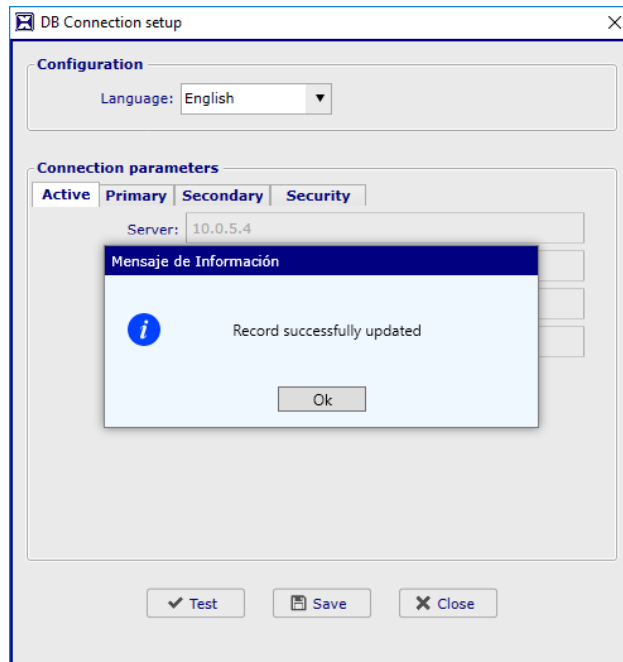 DB Connection setup
Configuration
Language: English
Connection parameters
Active Primary Secondary Security
Server: 10.0.5.4
Mensaje de Información
Record successfully updated
Ok
Test Save Close